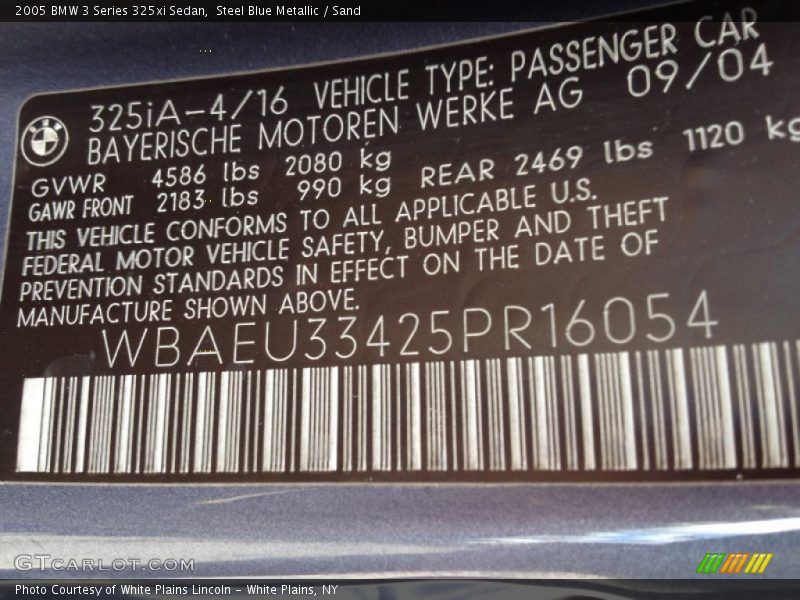 2005 BMW 3 Series 325xi Sedan,  Steel Blue Metallic / Sand
BMW
325iA-4/16 VEHICLE TYPE: PASSENGER CAR
BAYERISCHE MOTOREN WERKE AG 09/04
GVWR 4586 lbs 2080 kg
GAWR FRONT 2183 lbs 990 kg REAR 2469 lbs 1120 kg
THIS VEHICLE CONFORMS TO ALL APPLICABLE U.S.
FEDERAL MOTOR VEHICLE SAFETY, BUMPER AND THEFT
PREVENTION STANDARDS IN EFFECT ON THE DATE OF
MANUFACTURE SHOWN ABOVE.
WBAEU33425PR16054
GTCARLOT.COM
Photo Courtesy of White Plains Lincoln - White Plains, NY